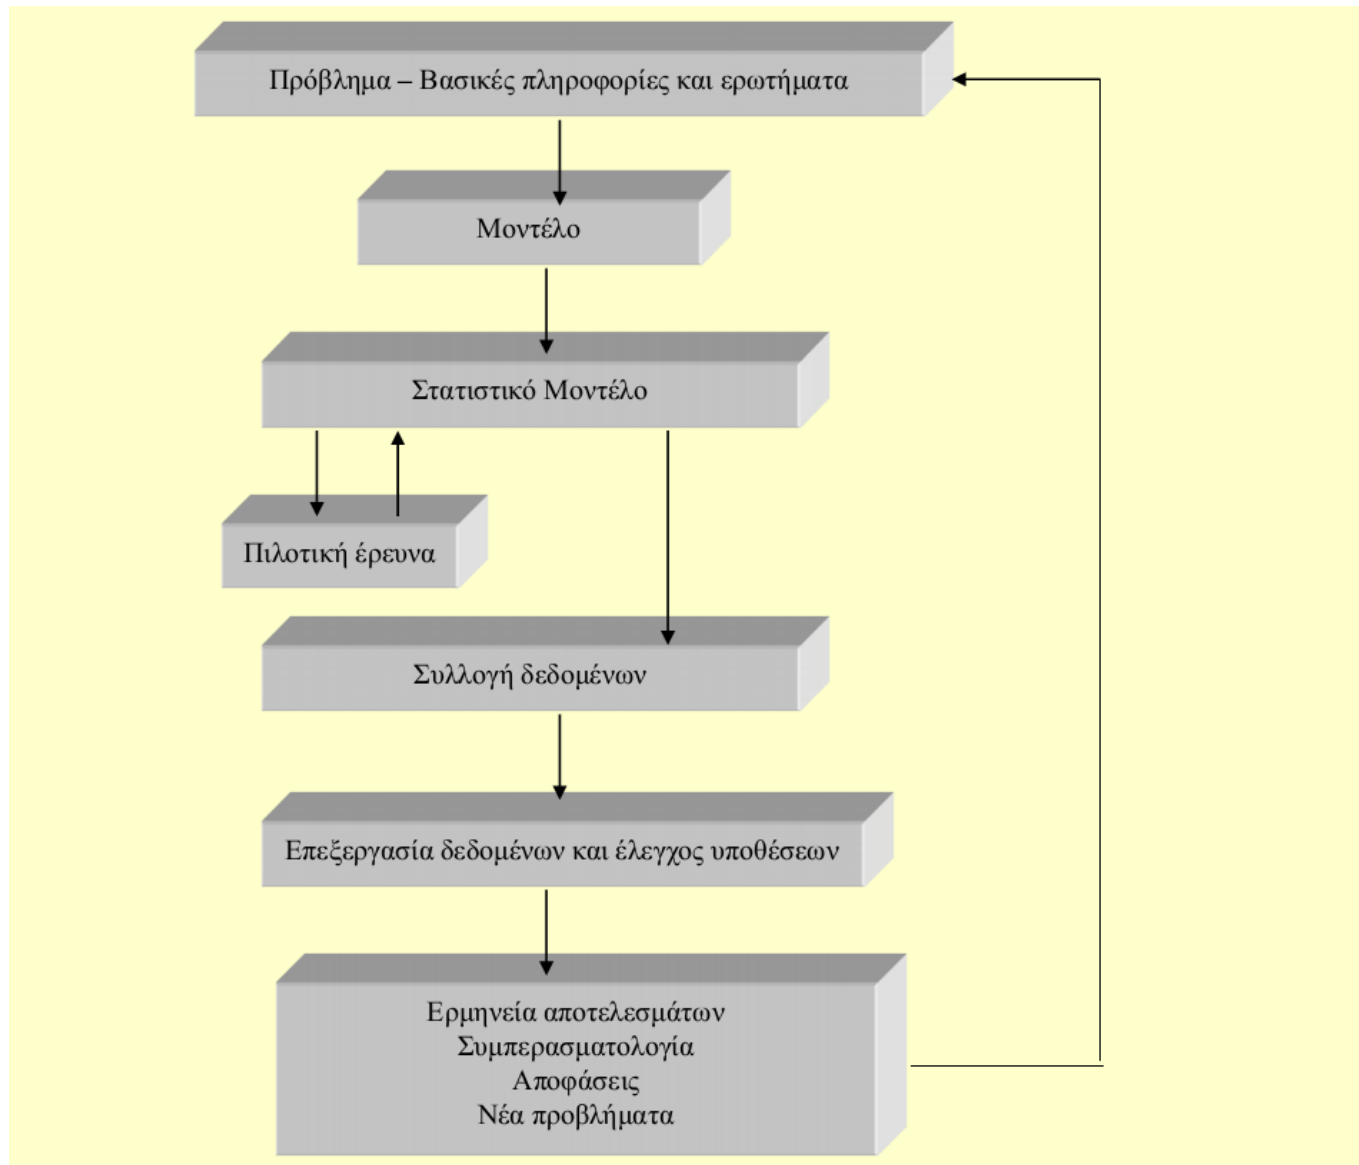 Πρόβλημα – Βασικές πληροφορίες και ερωτήματα
Μοντέλο
Στατιστικό Μοντέλο
Πιλοτική έρευνα
Συλλογή δεδομένων
Επεξεργασία δεδομένων και έλεγχος υποθέσεων
Ερμηνεία αποτελεσμάτων
Συμπερασματολογία
Αποφάσεις
Νέα προβλήματα